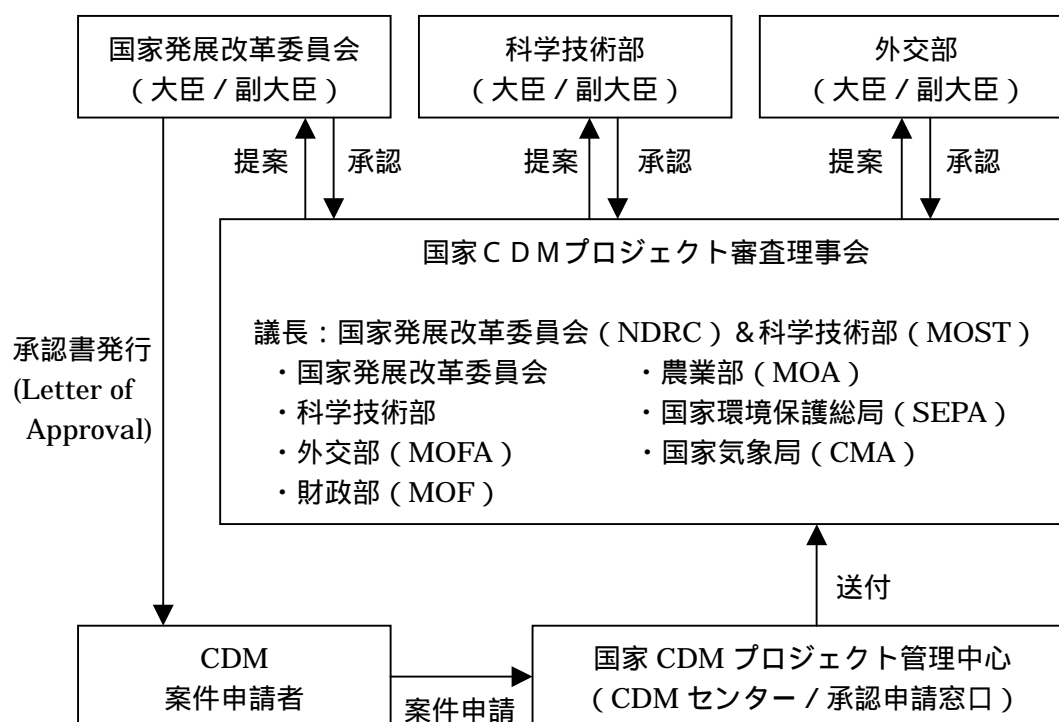 国家発展改革委員会
（大臣 / 副大臣）
科学技術部
（大臣 / 副大臣）
外交部
（大臣 / 副大臣）
提案
承認
提案
承認
提案
承認
国家ＣＤＭプロジェクト審査理事会
議長：国家発展改革委員会（NDRC）＆科学技術部（MOST）
・国家発展改革委員会
・科学技術部
・外交部（MOFA）
・財政部（MOF）
・農業部（MOA）
・国家環境保護総局（SEPA）
・国家気象局（CMA）
承認書発行
(Letter of
Approval)
送付
CDM
案件申請者
案件申請
国家 CDM プロジェクト管理中心
（CDM センター / 承認申請窓口）